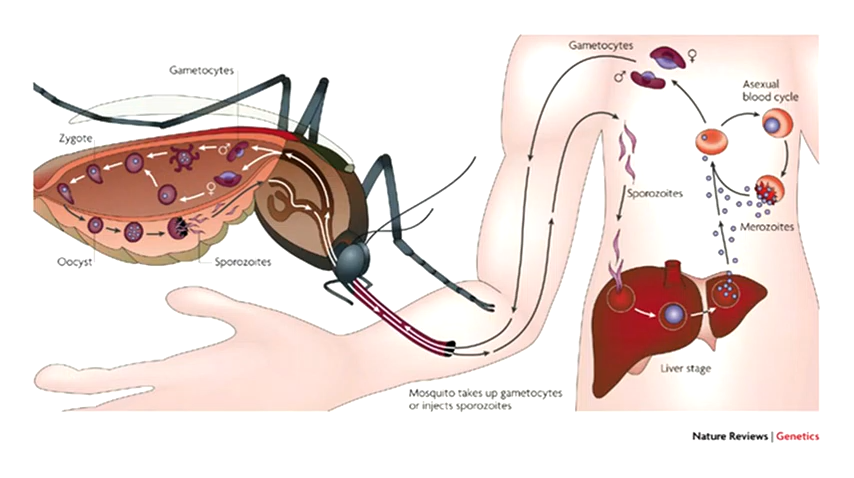 Gametocytes
Zygote
♂
♀
Oocyst
Sporozoites
Gametocytes
♀
♂
Asexual
blood cycle
Sporozoites
Merozoites
Liver stage
Mosquito takes up gametocytes
or injects sporozoites
Nature Reviews | Genetics